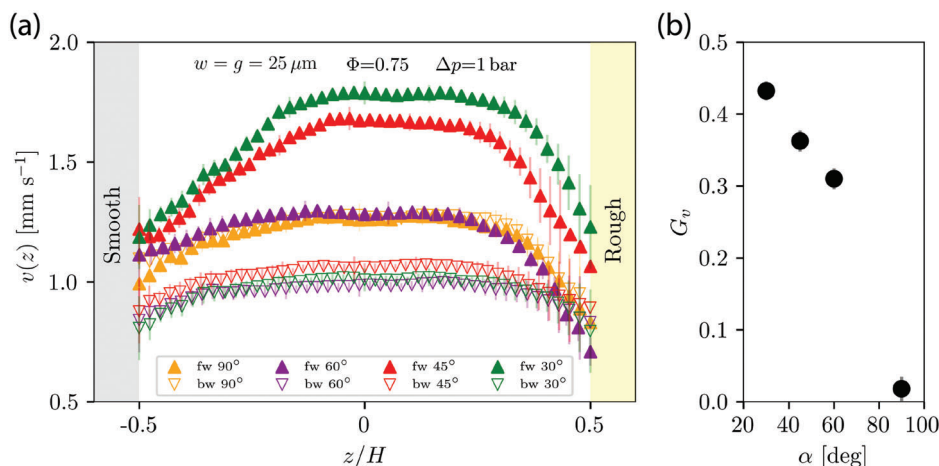 (a)
(b)
w = g = 25 μm Φ=0.75 Δp=1 bar
2.0
1.5
1.0
0.5
v(z) [mm s⁻¹]
Smooth
Rough
fw 90° fw 60° fw 45° fw 30°
bw 90° bw 60° bw 45° bw 30°
-0.5 0 0.5
z/H
0.5
0.4
0.3
0.2
0.1
0.0
G_v
20 40 60 80 100
α [deg]